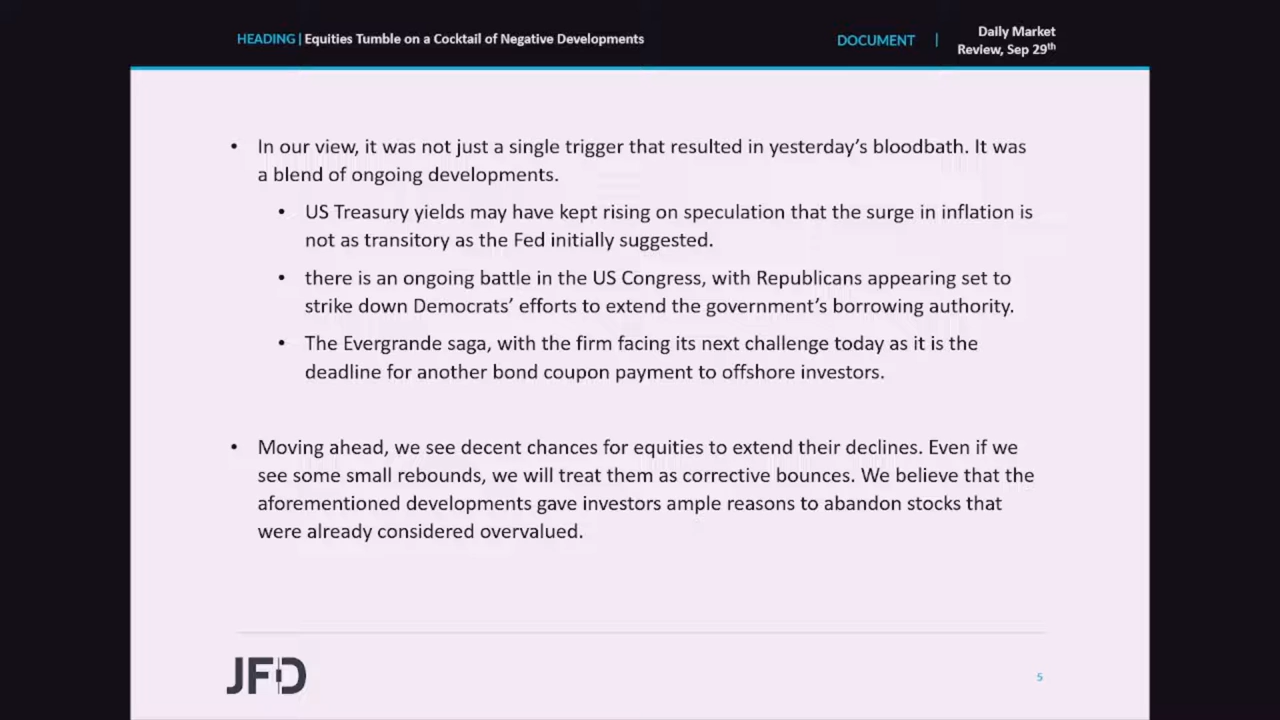 HEADING | Equities Tumble on a Cocktail of Negative Developments
DOCUMENT | Daily Market
Review, Sep 29th
• In our view, it was not just a single trigger that resulted in yesterday’s bloodbath. It was
a blend of ongoing developments.
• US Treasury yields may have kept rising on speculation that the surge in inflation is
not as transitory as the Fed initially suggested.
• there is an ongoing battle in the US Congress, with Republicans appearing set to
strike down Democrats’ efforts to extend the government’s borrowing authority.
• The Evergrande saga, with the firm facing its next challenge today as it is the
deadline for another bond coupon payment to offshore investors.
• Moving ahead, we see decent chances for equities to extend their declines. Even if we
see some small rebounds, we will treat them as corrective bounces. We believe that the
aforementioned developments gave investors ample reasons to abandon stocks that
were already considered overvalued.
JFD
5